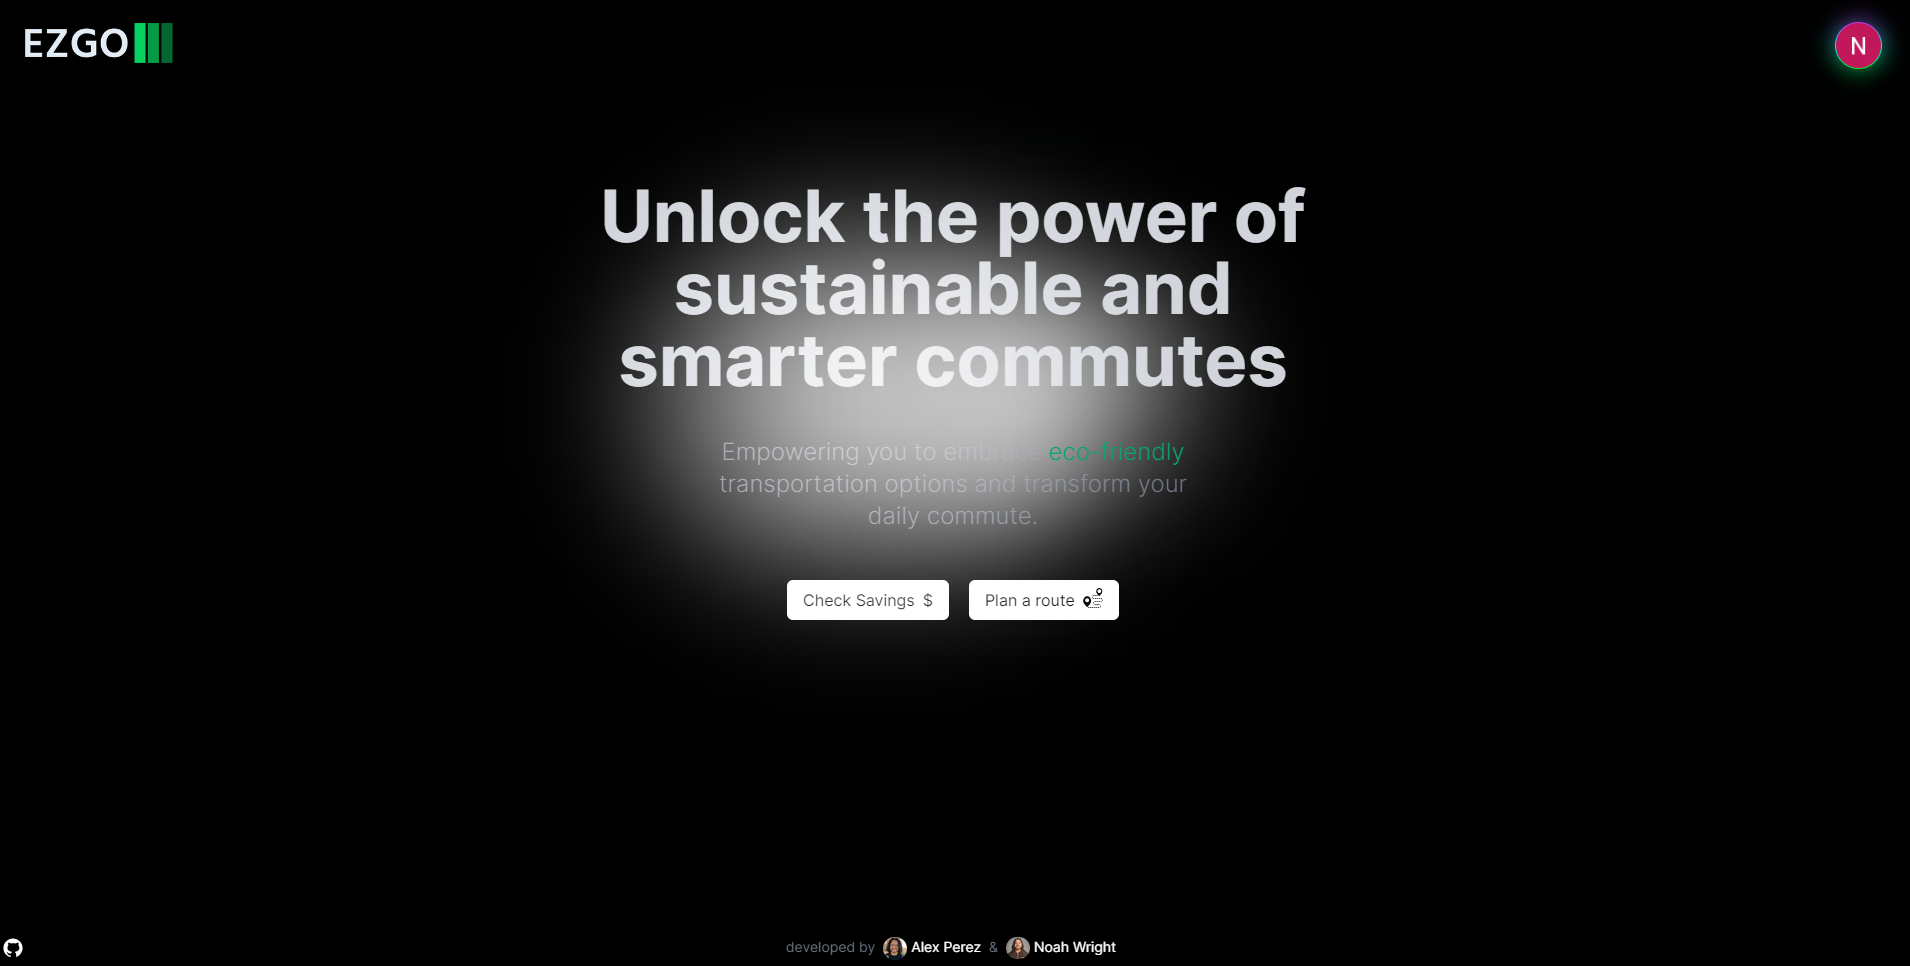 EZGO
N
Unlock the power of
sustainable and
smarter commutes
Empowering you to embrace eco-friendly
transportation options and transform your
daily commute.
Check Savings $
Plan a route
developed by Alex Perez & Noah Wright